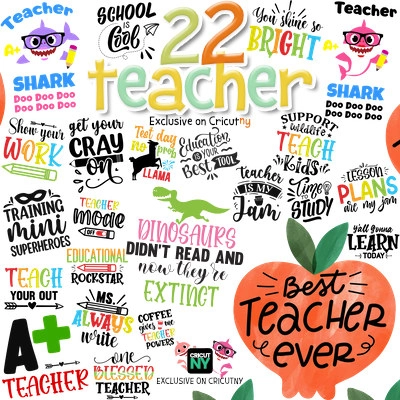 Teacher
A+
SHARK
DOO DOO DOO
DOO DOO DOO
SCHOOL
is
Cool
22
teacher
Exclusive on Cricutny
You shine so
BRIGHT
Teacher
A+
SHARK
DOO DOO DOO
DOO DOO DOO
Show your
WORK
get your
CRAY
on
Test day
no prob
LLAMA
Education
IS YOUR
BEST TOOL
SUPPORT
wildlife
TEACH
Kids
teacher
IS MY
Jam
TIME to
STUDY
LESSON
PLANS
are my jam
TRAINING
mini
SUPERHEROES
TEACHER
mode
OFF
DINOSAURS
DIDN'T READ AND
now they're
EXTINCT
y'all Gonna
LEARN
TODAY
TEACH
YOUR OUT
EDUCATIONAL
ROCKSTAR
MS.
ALWAYS
write
COFFEE
gives me
TEACHER
POWERS
A+
TEACHER
one
BLESSED
TEACHER
CRICUT
NY
EXCLUSIVE ON CRICUTNY
Best
Teacher
ever